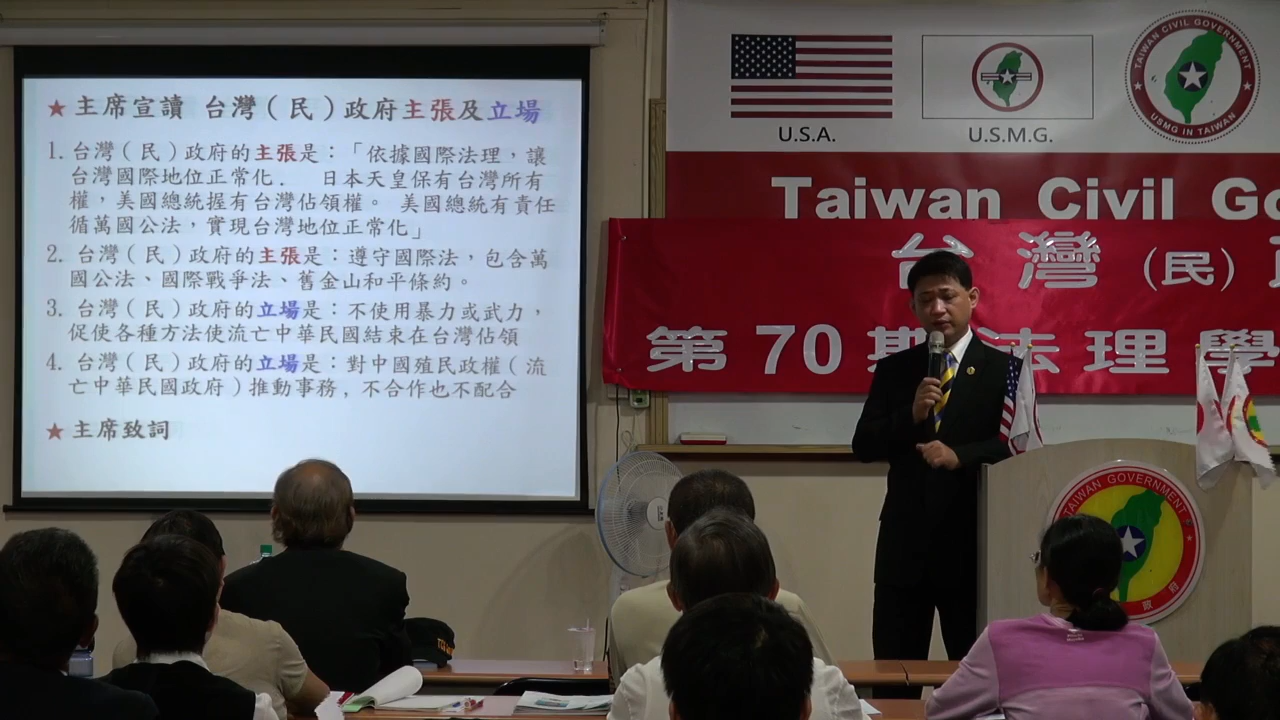 ★ 主席宣讀 台灣(民)政府主張及立場
1. 台灣(民)政府的主張是:「依據國際法理,讓
台灣國際地位正常化. 日本天皇保有台灣所有
權,美國總統握有台灣佔領權。 美國總統有責任
循萬國公法,實現台灣地位正常化」
2. 台灣(民)政府的主張是:遵守國際法,包含萬
國公法、國際戰爭法、舊金山和平條約。
3. 台灣(民)政府的立場是:不使用暴力或武力,
促使各種方法使流亡中華民國結束在台灣佔領
4. 台灣(民)政府的立場是:對中國殖民政權(流
亡中華民國政府)推動事務, 不合作也不配合
★ 主席致詞
U.S.A.
U.S.M.G.
TAIWAN CIVIL GOVERNMENT
USMG IN TAIWAN
Taiwan Civil Go
台灣(民)
第70期法理學
TAIWAN GOVERNMENT
政府